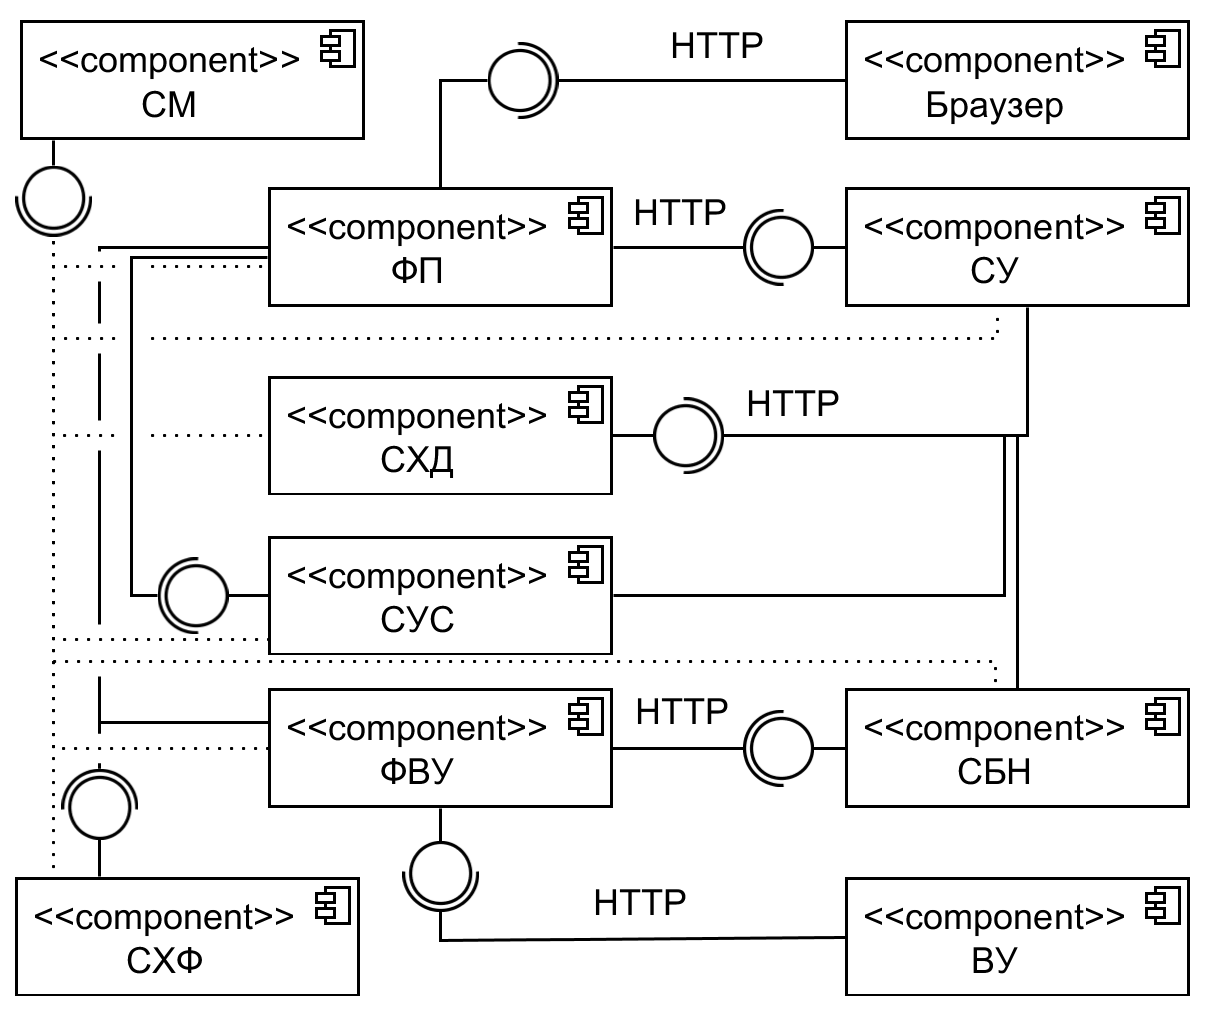 <<component>>
СМ
HTTP
<<component>>
Браузер
<<component>>
ФП
HTTP
<<component>>
СУ
<<component>>
СХД
HTTP
<<component>>
СУС
<<component>>
ФВУ
HTTP
<<component>>
СБН
<<component>>
СХФ
HTTP
<<component>>
ВУ